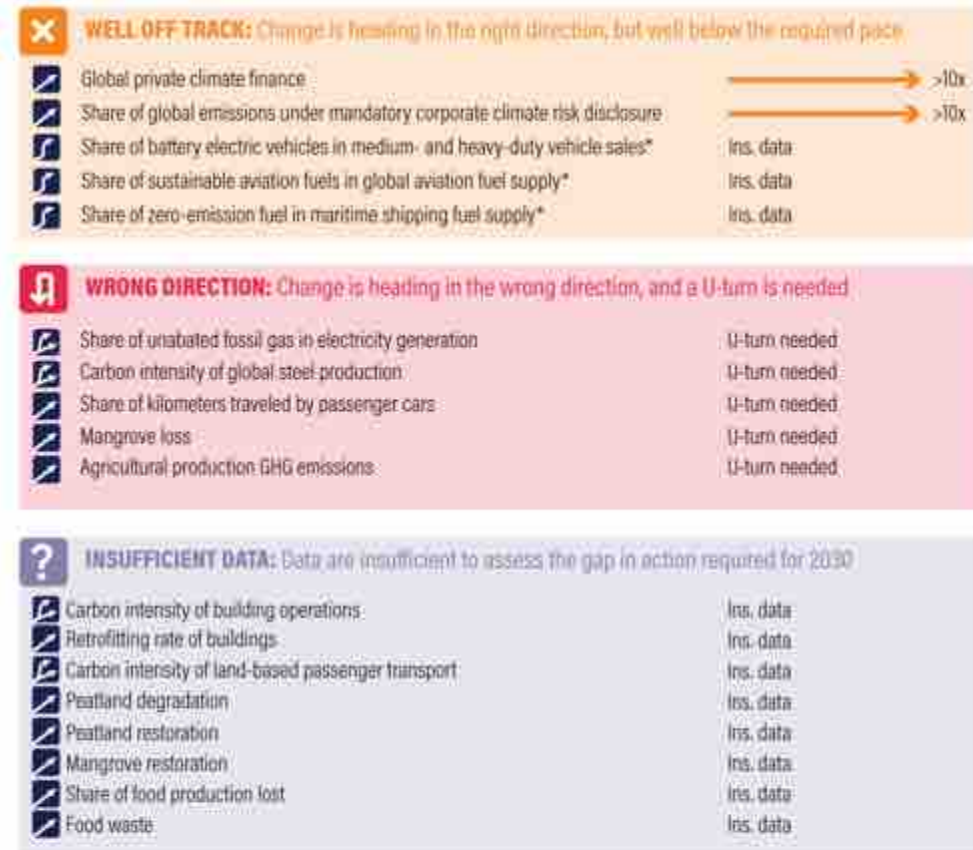 WELL OFF TRACK: Change is heading in the right direction, but well below the required pace
Global private climate finance >10x
Share of global emissions under mandatory corporate climate risk disclosure >10x
Share of battery electric vehicles in medium- and heavy-duty vehicle sales* Ins. data
Share of sustainable aviation fuels in global aviation fuel supply* Ins. data
Share of zero-emission fuel in maritime shipping fuel supply* Ins. data
WRONG DIRECTION: Change is heading in the wrong direction, and a U-turn is needed
Share of unabated fossil gas in electricity generation U-turn needed
Carbon intensity of global steel production U-turn needed
Share of kilometers traveled by passenger cars U-turn needed
Mangrove loss U-turn needed
Agricultural production GHG emissions U-turn needed
?
INSUFFICIENT DATA: Data are insufficient to assess the gap in action required for 2030
Carbon intensity of building operations Ins. data
Retrofitting rate of buildings Ins. data
Carbon intensity of land-based passenger transport Ins. data
Peatland degradation Ins. data
Peatland restoration Ins. data
Mangrove restoration Ins. data
Share of food production lost Ins. data
Food waste Ins. data